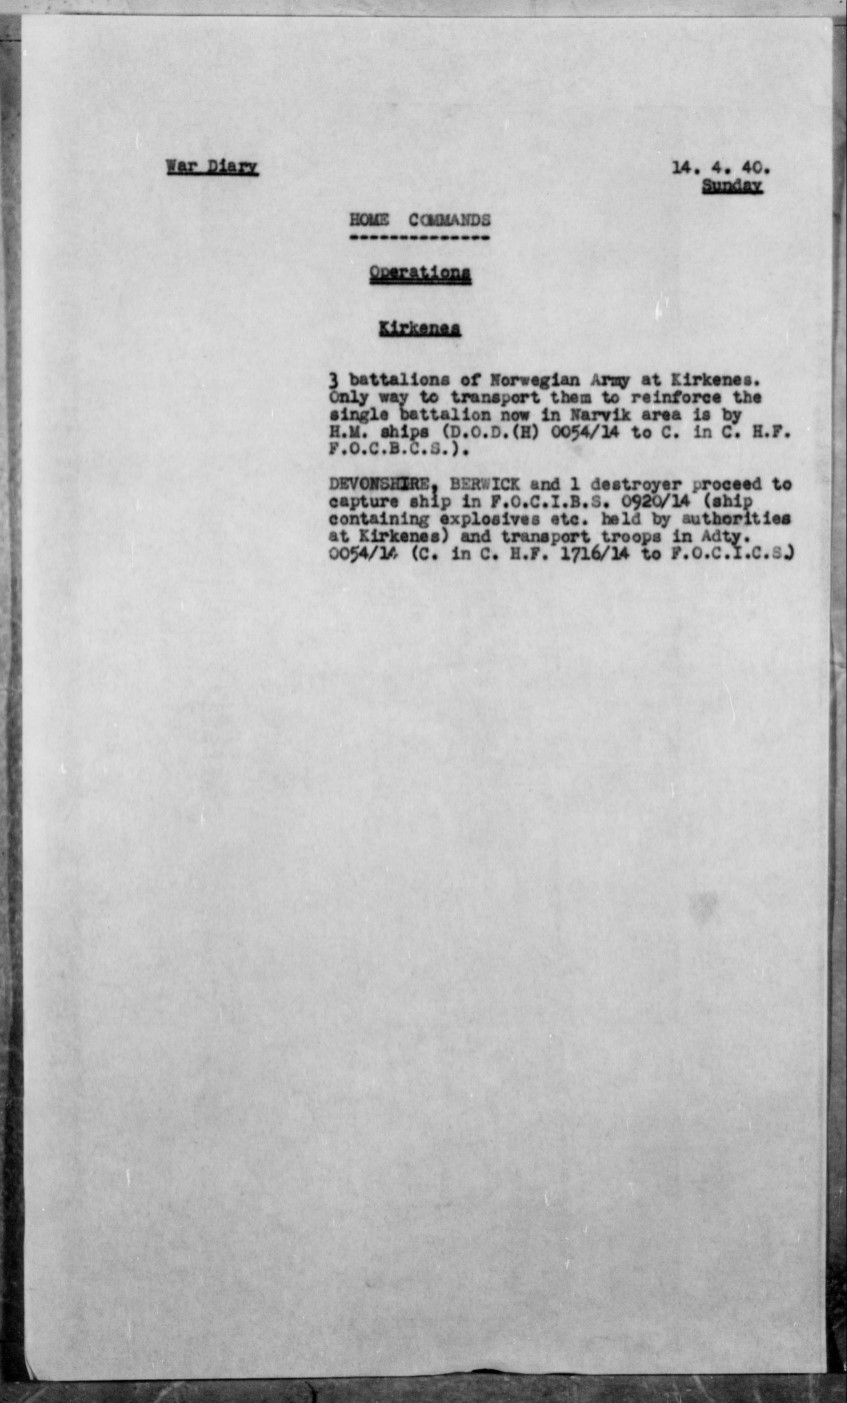 War Diary
14. 4. 40.
Sunday
HOME COMMANDS
Operations
Kirkenes
3 battalions of Norwegian Army at Kirkenes.
Only way to transport them to reinforce the
single battalion now in Narvik area is by
H.M. ships (D.O.D.(H) 0054/14 to C. in C. H.F.
F.O.C.B.C.S.).
DEVONSHIRE, BERWICK and 1 destroyer proceed to
capture ship in F.O.C.I.B.S. 0920/14 (ship
containing explosives etc. held by authorities
at Kirkenes) and transport troops in Adty.
0054/14 (C. in C. H.F. 1716/14 to F.O.C.I.C.S.)